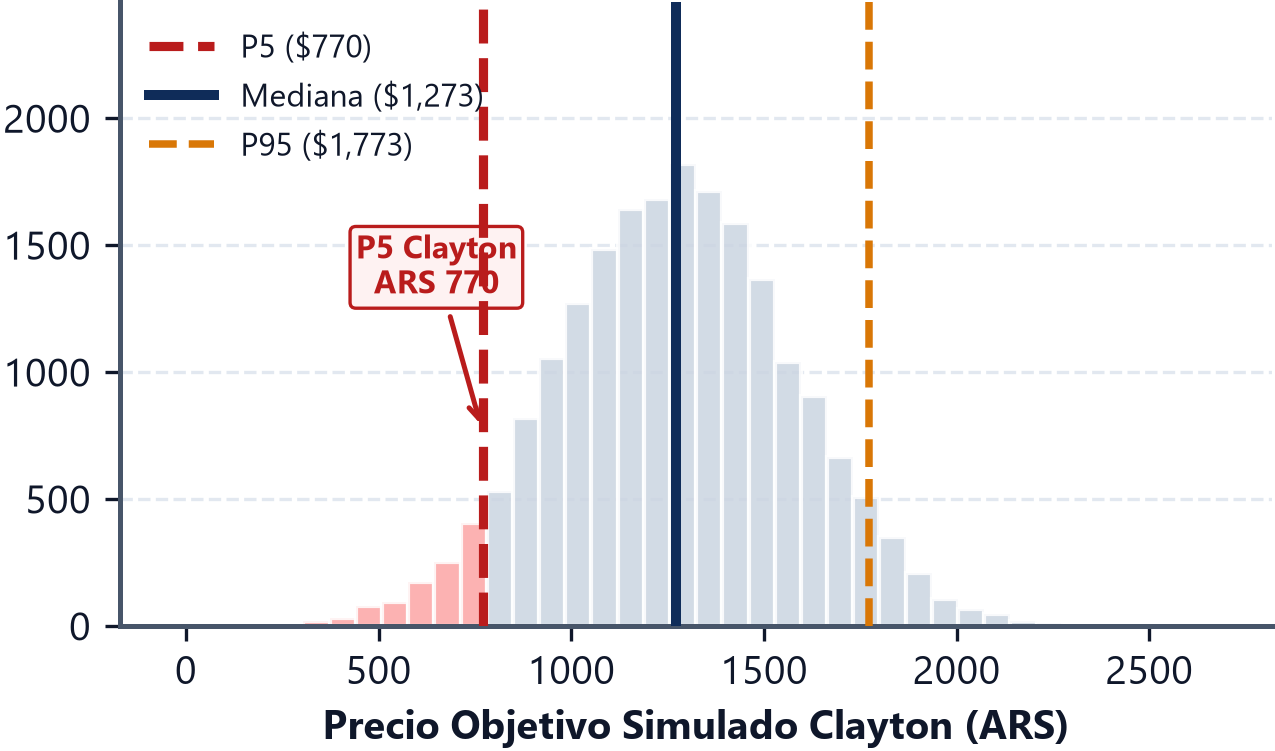 P5 ($770)
Mediana ($1,273)
P95 ($1,773)
2000
1500
1000
500
0
P5 Clayton
ARS 770
0 500 1000 1500 2000 2500
Precio Objetivo Simulado Clayton (ARS)